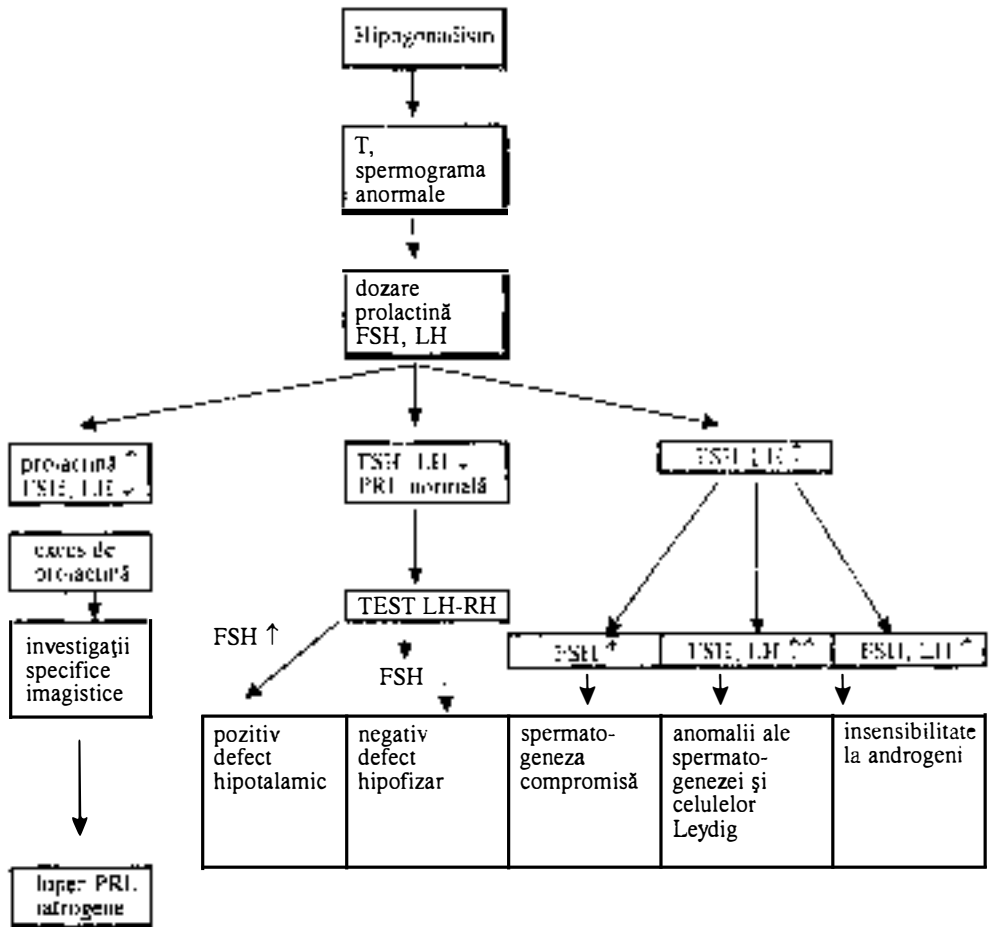 Hipogonadism
T,
spermograma
anormale
dozare
prolactină
FSH, LH
prolactină ↑
FSH, LH ↓
exces de
prolactină
investigaţii
specifice
imagistice
hiper PRL
iatrogene
FSH LH ↓
PRL normală
TEST LH-RH
FSH ↑
FSH
FSH LH ↑
FSH ↑
FSH, LH ↑↑
FSH, LH ↑
pozitiv
defect
hipotalamic
negativ
defect
hipofizar
spermato-
geneza
compromisă
anomalii ale
spermato-
genezei şi
celulelor
Leydig
insensibilitate
la androgeni